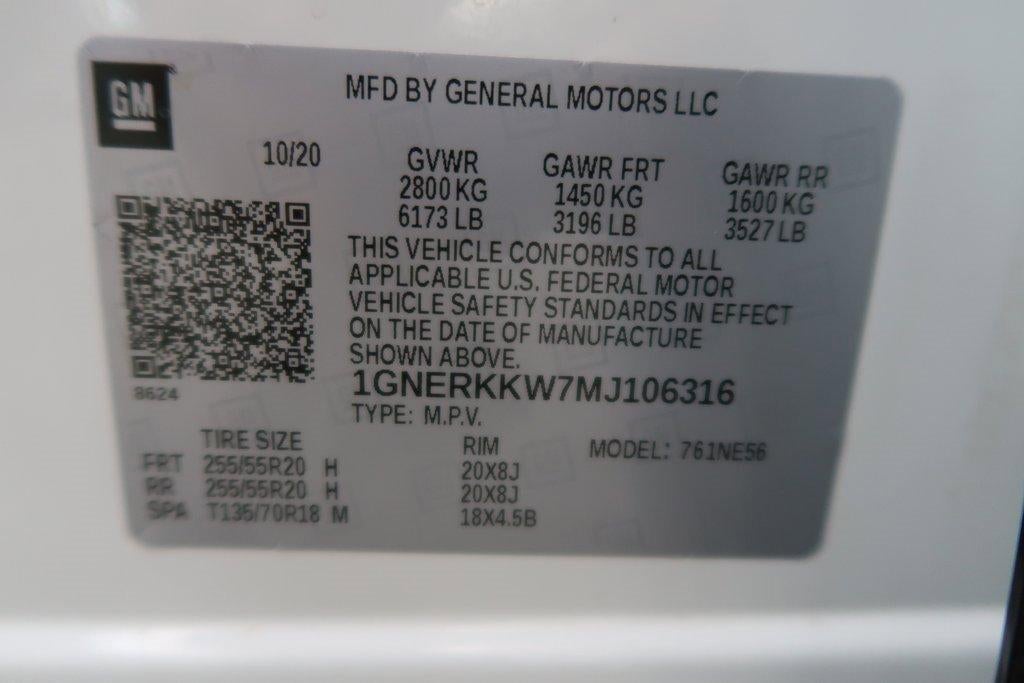 GM
MFD BY GENERAL MOTORS LLC
10/20 GVWR GAWR FRT GAWR RR
2800 KG 1450 KG 1600 KG
6173 LB 3196 LB 3527 LB
THIS VEHICLE CONFORMS TO ALL
APPLICABLE U.S. FEDERAL MOTOR
VEHICLE SAFETY STANDARDS IN EFFECT
ON THE DATE OF MANUFACTURE
SHOWN ABOVE.
8624
1GNERKKW7MJ106316
TYPE: M.P.V.
TIRE SIZE RIM MODEL: 761NE56
FRT 255/55R20 H 20X8J
RR 255/55R20 H 20X8J
SPA T135/70R18 M 18X4.5B